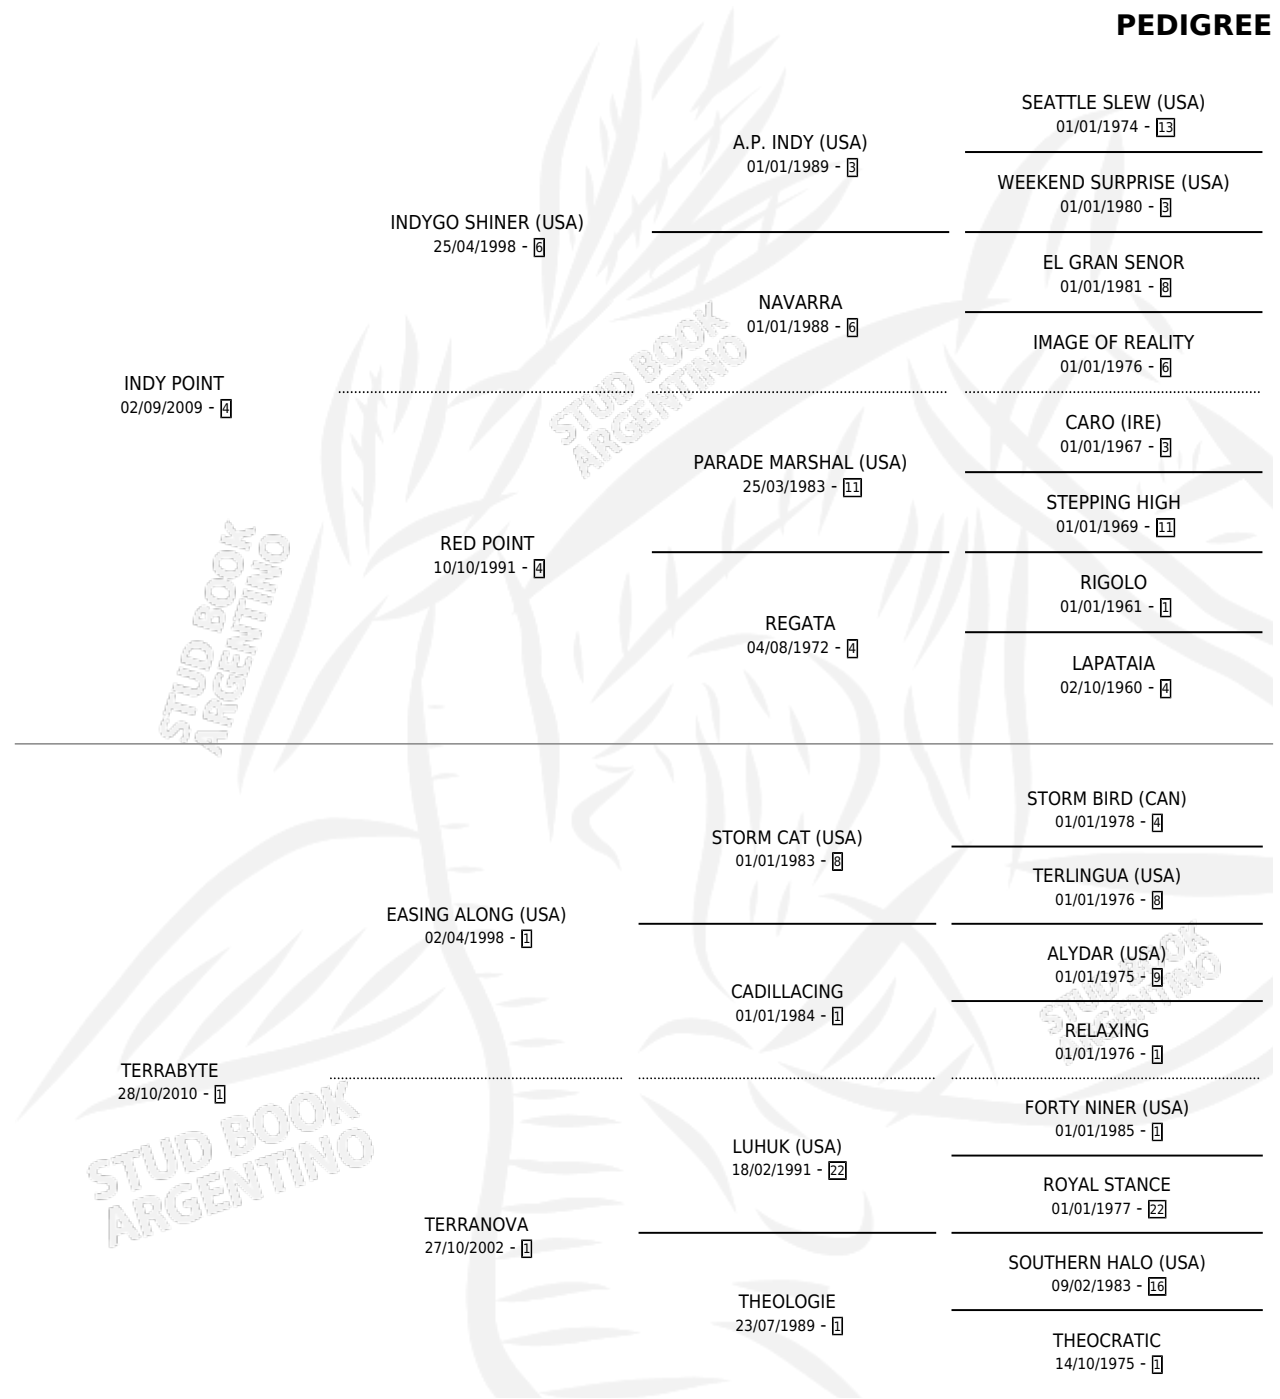 PEDIGREE
SEATTLE SLEW (USA)
01/01/1974 - 13
A.P. INDY (USA)
01/01/1989 - 3
WEEKEND SURPRISE (USA)
01/01/1980 - 3
INDYGO SHINER (USA)
25/04/1998 - 6
EL GRAN SENOR
01/01/1981 - 8
NAVARRA
01/01/1988 - 6
IMAGE OF REALITY
01/01/1976 - 6
INDY POINT
02/09/2009 - 4
CARO (IRE)
01/01/1967 - 3
PARADE MARSHAL (USA)
25/03/1983 - 11
STEPPING HIGH
01/01/1969 - 11
RED POINT
10/10/1991 - 4
RIGOLO
01/01/1961 - 1
REGATA
04/08/1972 - 4
LAPATAIA
02/10/1960 - 4
STORM BIRD (CAN)
01/01/1978 - 4
STORM CAT (USA)
01/01/1983 - 8
TERLINGUA (USA)
01/01/1976 - 8
EASING ALONG (USA)
02/04/1998 - 1
ALYDAR (USA)
01/01/1975 - 9
CADILLACING
01/01/1984 - 1
RELAXING
01/01/1976 - 1
TERRABYTE
28/10/2010 - 1
FORTY NINER (USA)
01/01/1985 - 1
LUHUK (USA)
18/02/1991 - 22
ROYAL STANCE
01/01/1977 - 22
TERRANOVA
27/10/2002 - 1
SOUTHERN HALO (USA)
09/02/1983 - 16
THEOLOGIE
23/07/1989 - 1
THEOCRATIC
14/10/1975 - 1
STUD BOOK
ARGENTINO
STUD BOOK
ARGENTINO
STUD BOOK
ARGENTINO
STUD BOOK
ARGENTINO